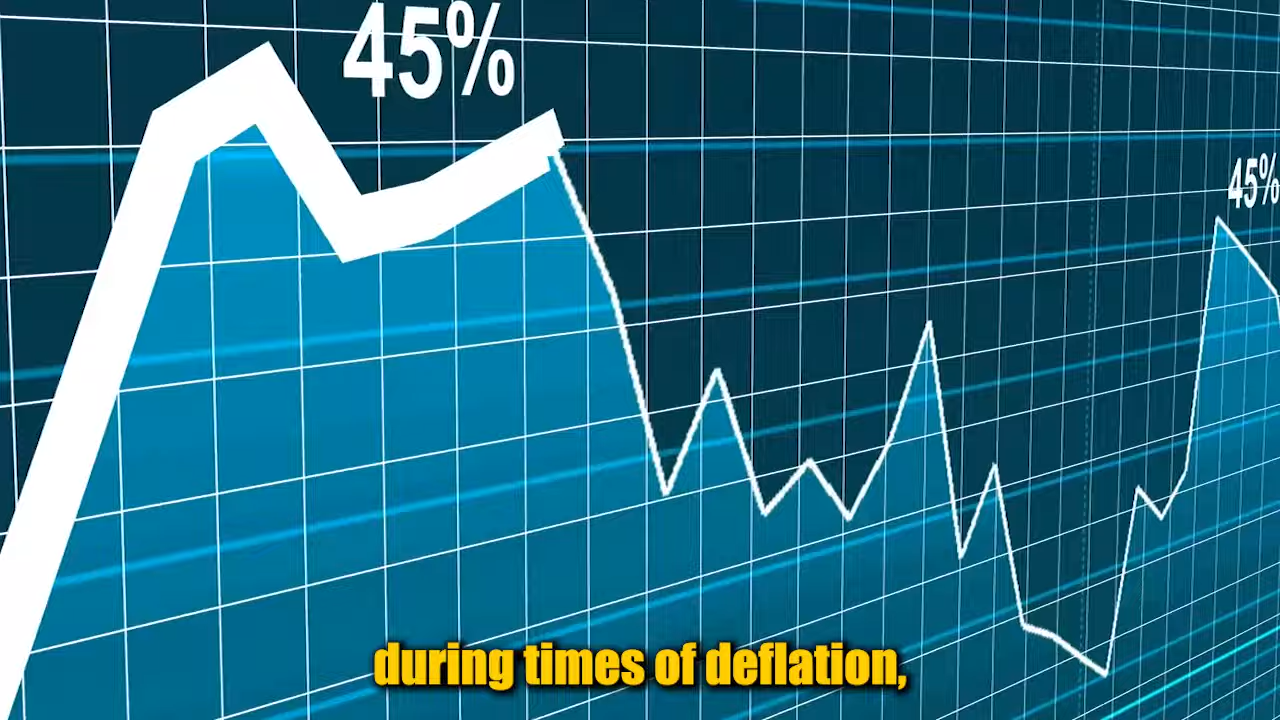 45%
45%
during times of deflation,